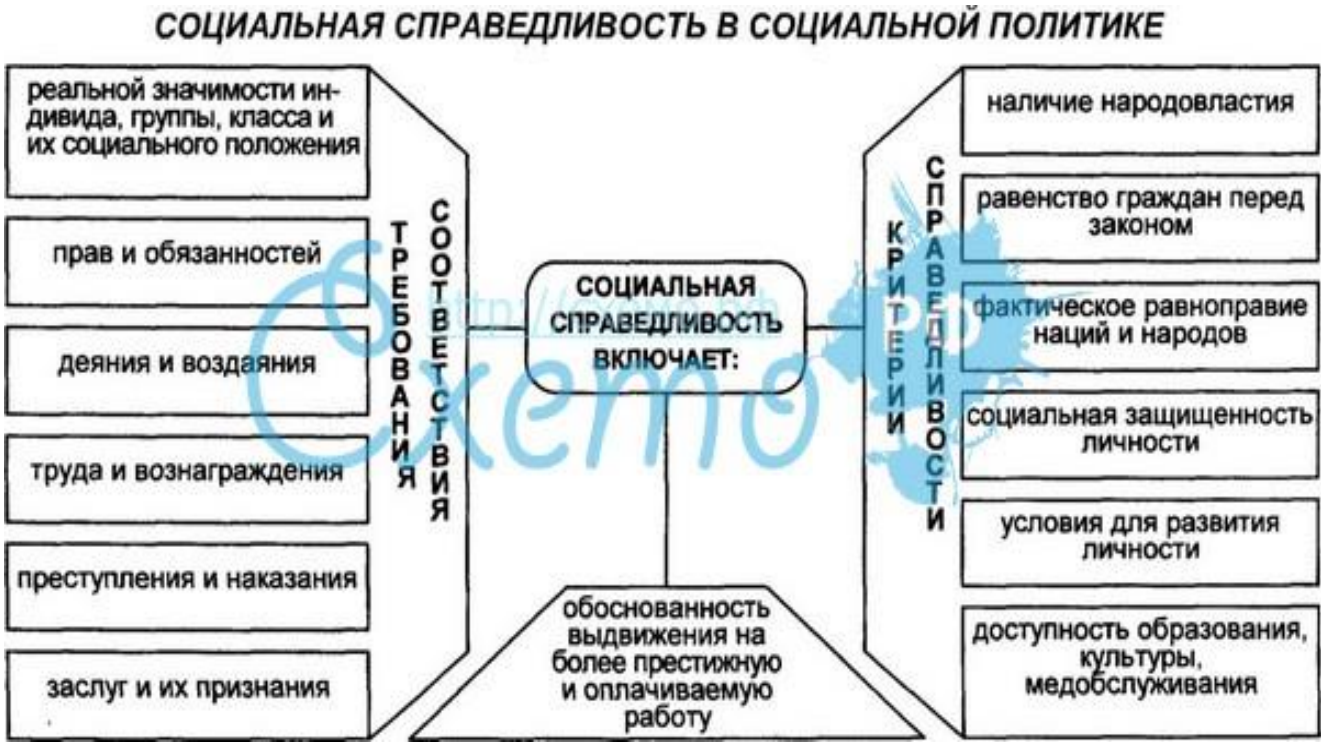 СОЦИАЛЬНАЯ СПРАВЕДЛИВОСТЬ В СОЦИАЛЬНОЙ ПОЛИТИКЕ
реальной значимости ин-
дивида, группы, класса и
их социального положения
прав и обязанностей
деяния и воздаяния
труда и вознаграждения
преступления и наказания
заслуг и их признания
ТРЕБОВАНИЯ
СООТВЕТСТВИЯ
СОЦИАЛЬНАЯ
СПРАВЕДЛИВОСТЬ
ВКЛЮЧАЕТ:
обоснованность
выдвижения на
более престижную
и оплачиваемую
работу
КРИТЕРИИ
СПРАВЕДЛИВОСТИ
наличие народовластия
равенство граждан перед
законом
фактическое равноправие
наций и народов
социальная защищенность
личности
условия для развития
личности
доступность образования,
культуры,
медобслуживания
Схемо
РФ